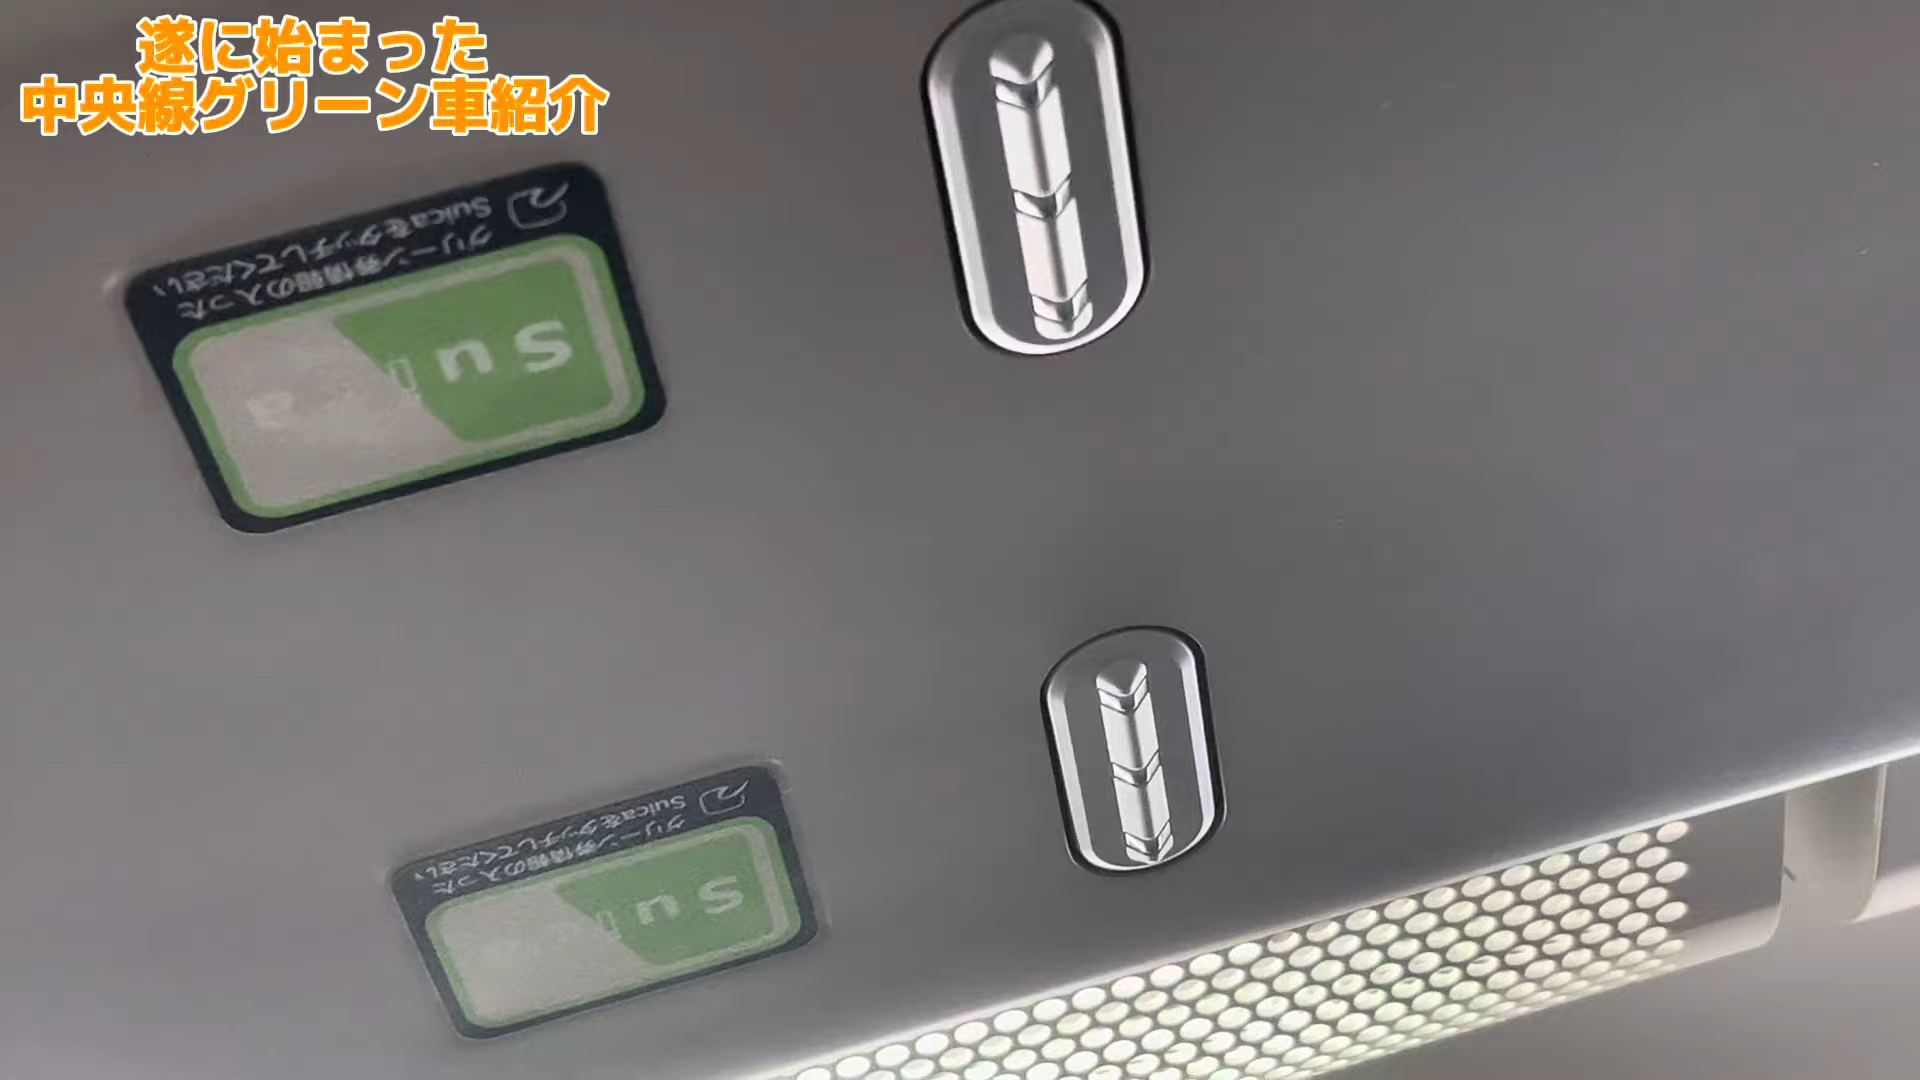 遂に始まった
中央線グリーン車紹介
Suicaをタッチしてください
グリーン券情報の入った
Sui
Suicaをタッチしてください
グリーン券情報の入った
Su